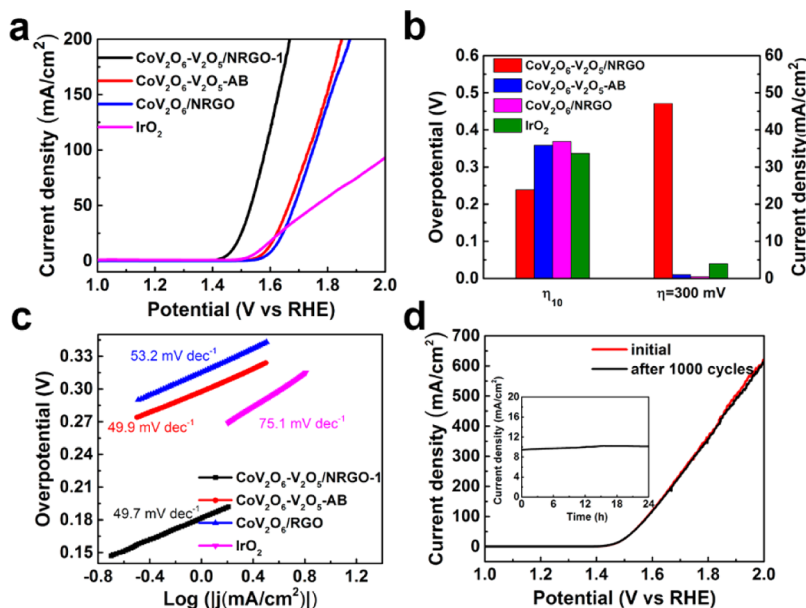 a
200
150
100
50
0
Current density (mA/cm²)
CoV₂O₆-V₂O₅/NRGO-1
CoV₂O₆-V₂O₅-AB
CoV₂O₆/NRGO
IrO₂
1.0 1.2 1.4 1.6 1.8 2.0
Potential (V vs RHE)
b
0.6
0.5
0.4
0.3
0.2
0.1
0.0
Overpotential (V)
CoV₂O₆-V₂O₅/NRGO
CoV₂O₆-V₂O₅-AB
CoV₂O₆/NRGO
IrO₂
60
50
40
30
20
10
0
Current density(mA/cm²)
η₁₀ η=300 mV
c
0.33
0.30
0.27
0.24
0.21
0.18
0.15
Overpotential (V)
53.2 mV dec⁻¹
49.9 mV dec⁻¹
75.1 mV dec⁻¹
49.7 mV dec⁻¹
CoV₂O₆-V₂O₅/NRGO-1
CoV₂O₆-V₂O₅-AB
CoV₂O₆/RGO
IrO₂
-0.8 -0.4 0.0 0.4 0.8 1.2
Log (|j(mA/cm²)|)
d
700
600
500
400
300
200
100
0
Current density (mA/cm²)
initial
after 1000 cycles
20
16
12
8
4
0
Current density (mA/cm²)
0 6 12 18 24
Time (h)
1.0 1.2 1.4 1.6 1.8 2.0
Potential (V vs RHE)